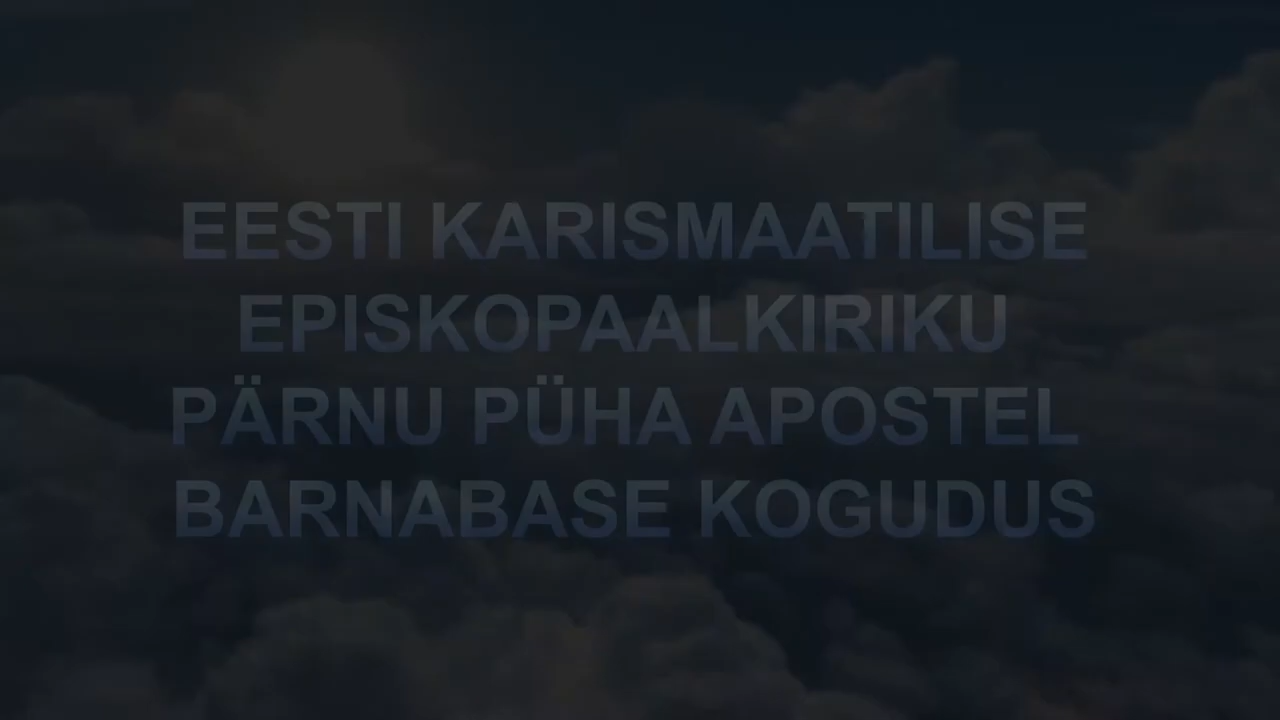 EESTI KARISMAATILISE
EPISKOPAALKIRIKU
PÄRNU PÜHA APOSTEL
BARNABASE KOGUDUS